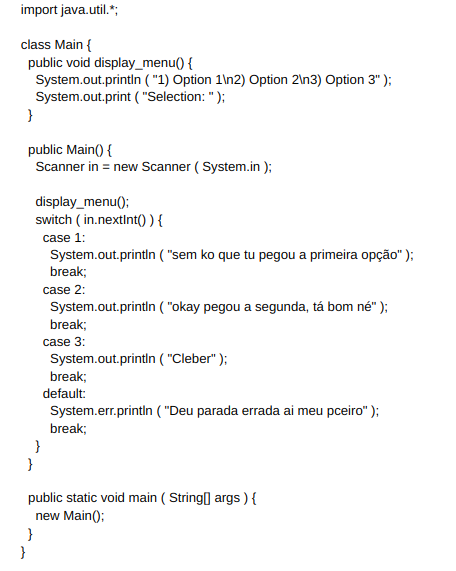 import java.util.*;

class Main {
  public void display_menu() {
    System.out.println ( "1) Option 1\n2) Option 2\n3) Option 3" );
    System.out.print ( "Selection: " );
  }

  public Main() {
    Scanner in = new Scanner ( System.in );

    display_menu();
    switch ( in.nextInt() ) {
      case 1:
        System.out.println ( "sem ko que tu pegou a primeira opção" );
        break;
      case 2:
        System.out.println ( "okay pegou a segunda, tá bom né" );
        break;
      case 3:
        System.out.println ( "Cleber" );
        break;
      default:
        System.err.println ( "Deu parada errada ai meu pceiro" );
        break;
    }
  }

  public static void main ( String[] args ) {
    new Main();
  }
}